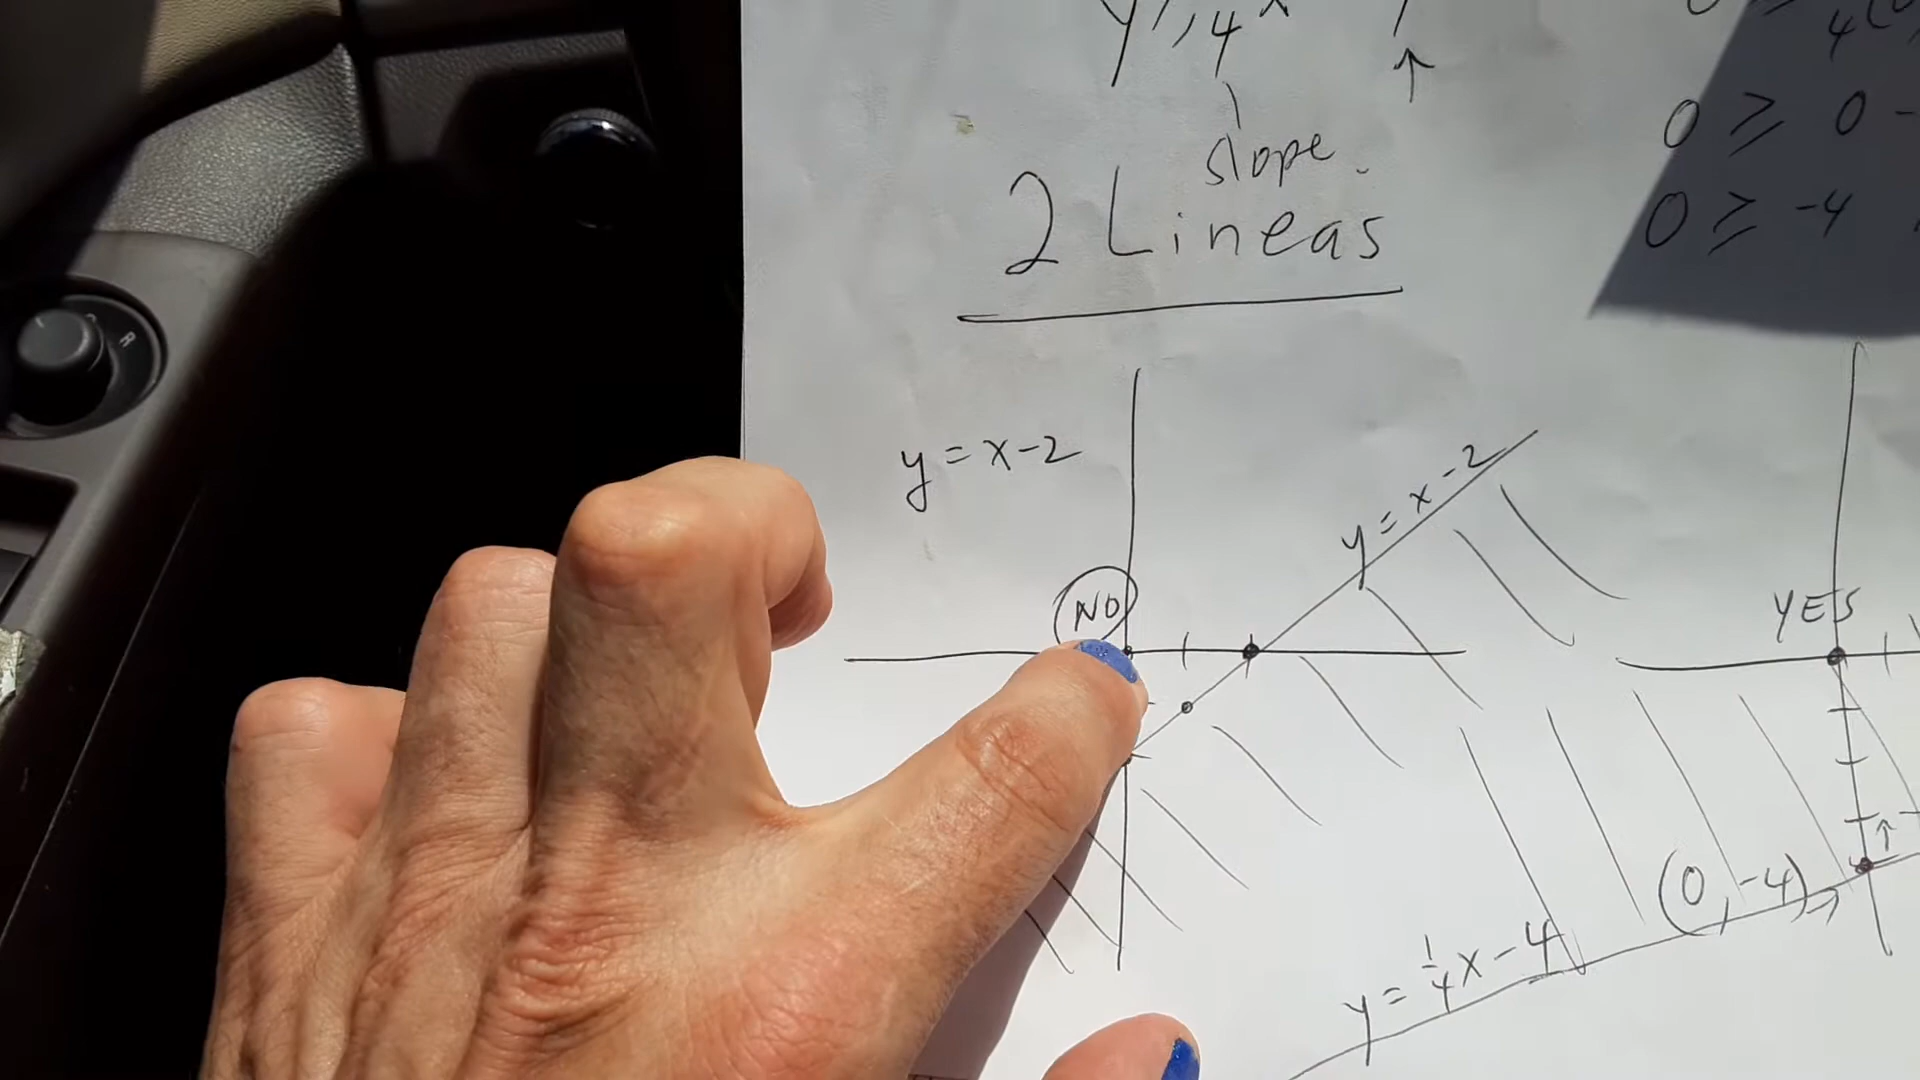 slope.
2 Lineas
0 ≥ 0 -
0 ≥ -4
y = x-2
y = x-2
NO
YES
(0, -4)
y = 1/4 x - 4
R